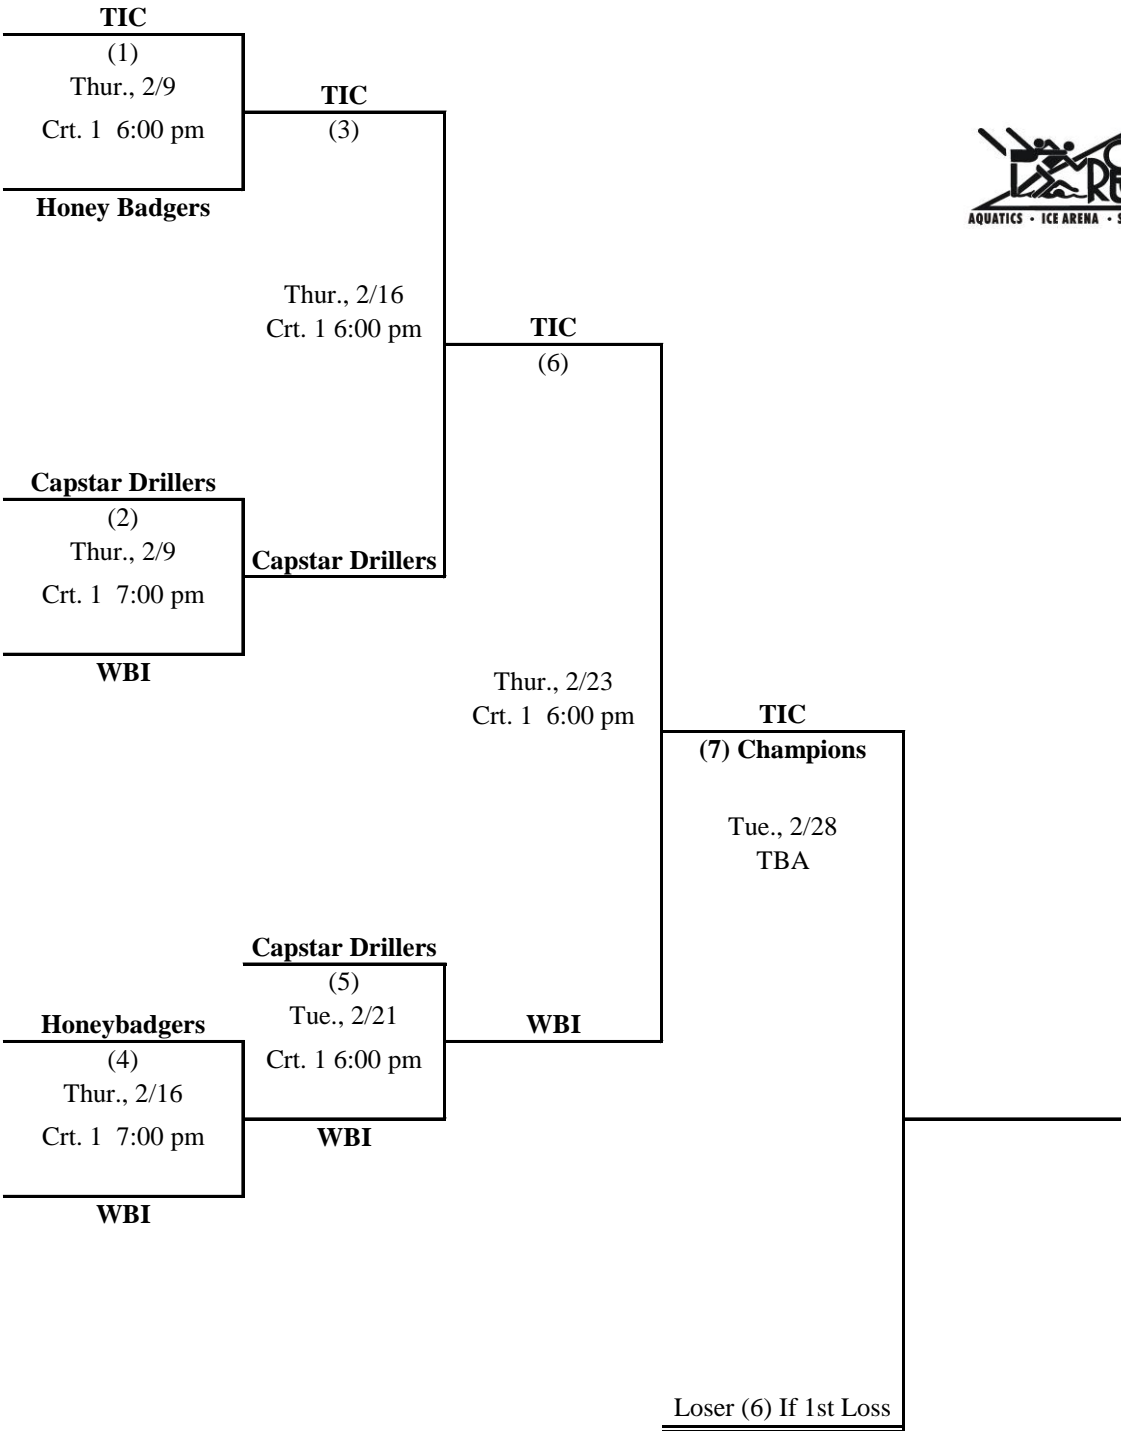 TIC
(1)
Thur., 2/9
Crt. 1 6:00 pm
Honey Badgers
TIC
(3)
Thur., 2/16
Crt. 1 6:00 pm
Capstar Drillers
(2)
Thur., 2/9
Crt. 1 7:00 pm
WBI
Capstar Drillers
TIC
(6)
Thur., 2/23
Crt. 1 6:00 pm
TIC
(7) Champions
Tue., 2/28
TBA
Capstar Drillers
(5)
Tue., 2/21
Crt. 1 6:00 pm
WBI
Honeybadgers
(4)
Thur., 2/16
Crt. 1 7:00 pm
WBI
WBI
Loser (6) If 1st Loss
AQUATICS • ICE ARENA •